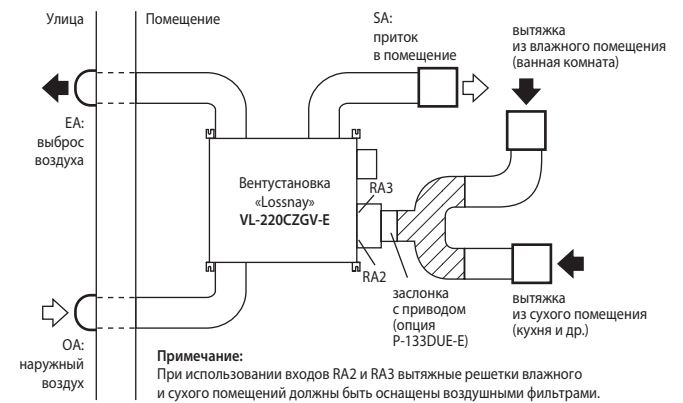 Улица
Помещение
SA:
приток
в помещение
вытяжка
из влажного помещения
(ванная комната)
EA:
выброс
воздуха
Вентустановка
«Lossnay»
VL-220CZGV-E
RA3
RA2
заслонка
с приводом
(опция
P-133DUE-E)
вытяжка
из сухого помещения
(кухня и др.)
OA:
наружный
воздух
Примечание:
При использовании входов RA2 и RA3 вытяжные решетки влажного
и сухого помещений должны быть оснащены воздушными фильтрами.